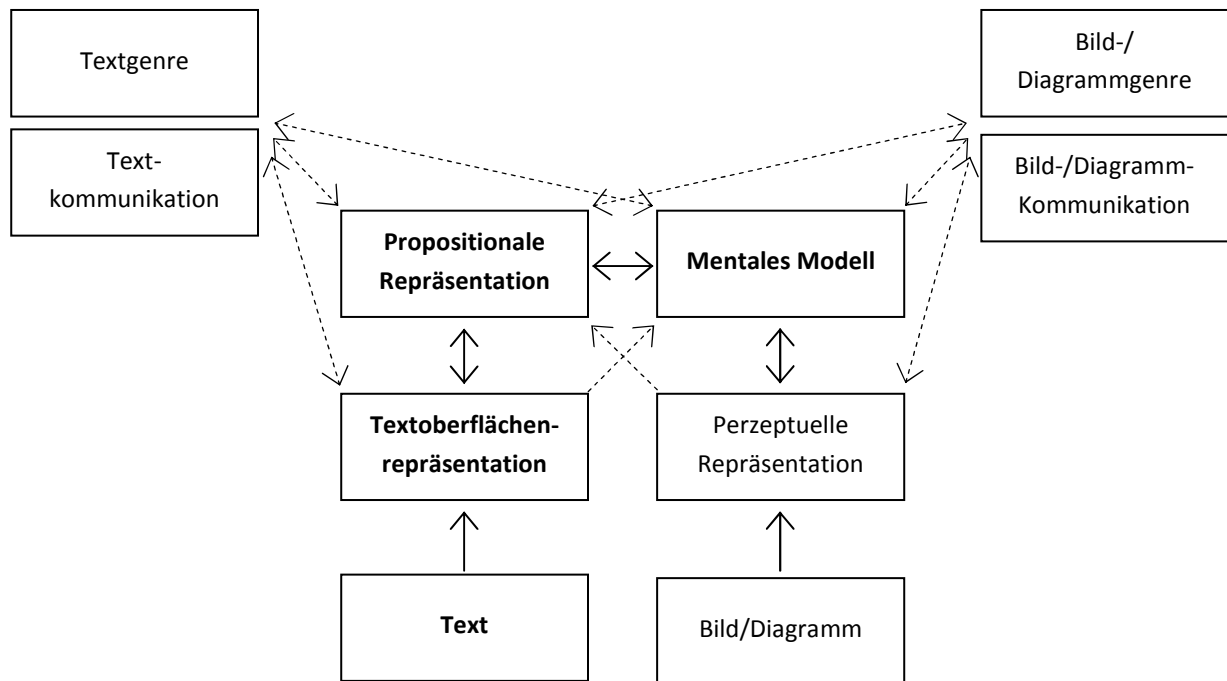 Textgenre
Text-
kommunikation
Bild-/
Diagrammgenre
Bild-/Diagramm-
Kommunikation
Propositionale
Repräsentation
Mentales Modell
Textoberflächen-
repräsentation
Perzeptuelle
Repräsentation
Text
Bild/Diagramm